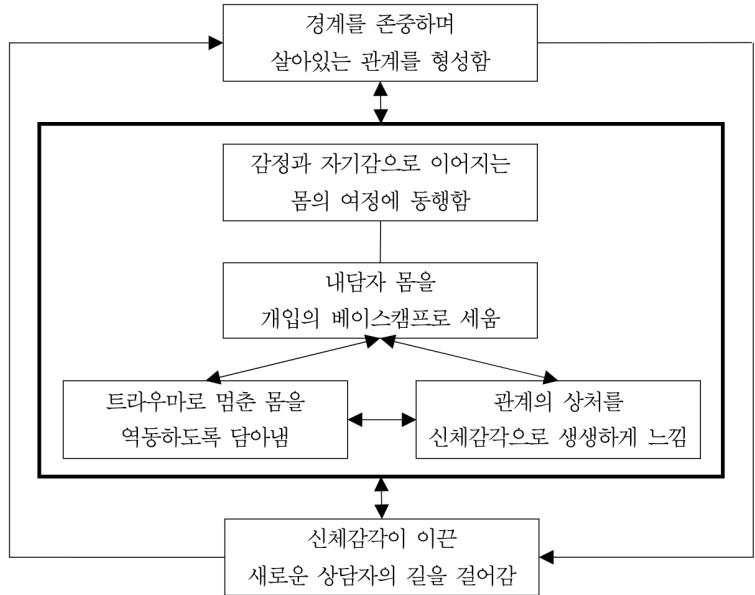 경계를 존중하며
살아있는 관계를 형성함
감정과 자기감으로 이어지는
몸의 여정에 동행함
내담자 몸을
개입의 베이스캠프로 세움
트라우마로 멈춘 몸을
역동하도록 담아냄
관계의 상처를
신체감각으로 생생하게 느낌
신체감각이 이끈
새로운 상담자의 길을 걸어감